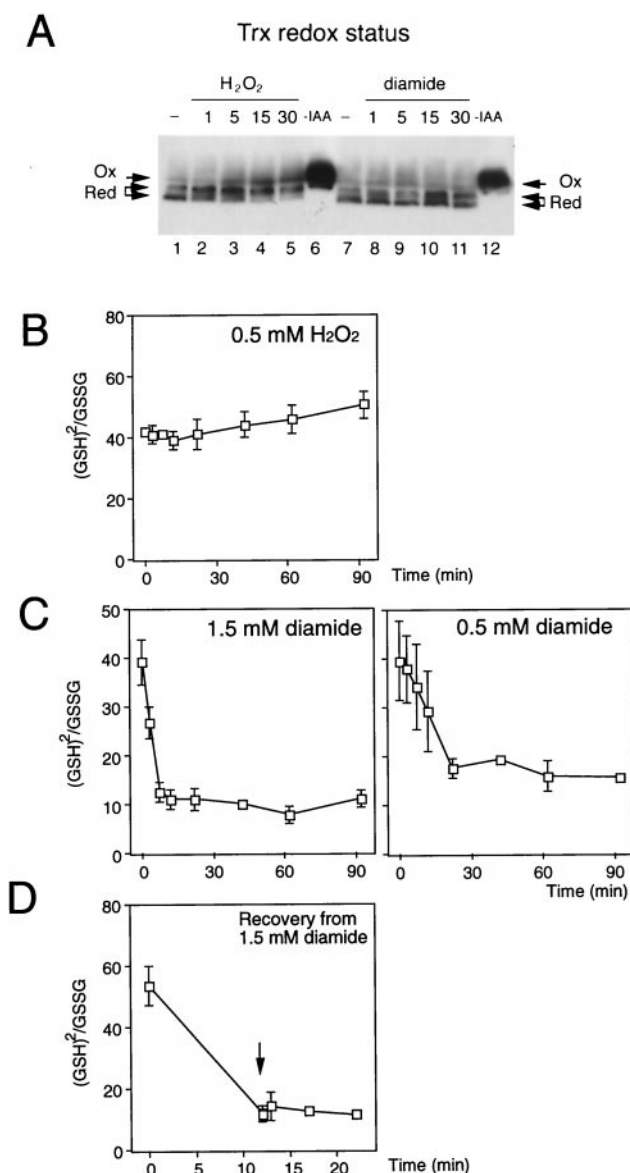 A
Trx redox status
H₂O₂ diamide
– 1 5 15 30 -IAA – 1 5 15 30 -IAA
Ox Ox
Red Red
1 2 3 4 5 6 7 8 9 10 11 12
B
0.5 mM H₂O₂
80
60
40
20
0
(GSH)²/GSSG
0 30 60 90 Time (min)
C
1.5 mM diamide
50
40
30
20
10
0
(GSH)²/GSSG
0 30 60 90
0.5 mM diamide
0 30 60 90
Time (min)
D
Recovery from
1.5 mM diamide
80
60
40
20
0
(GSH)²/GSSG
0 5 10 15 20 Time (min)